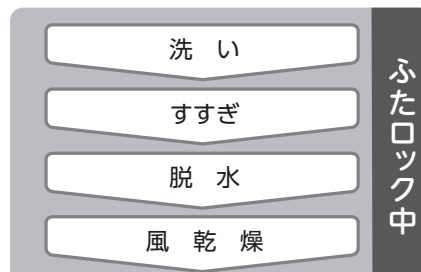 洗 い
すすぎ
脱 水
風 乾 燥
ふたロック中